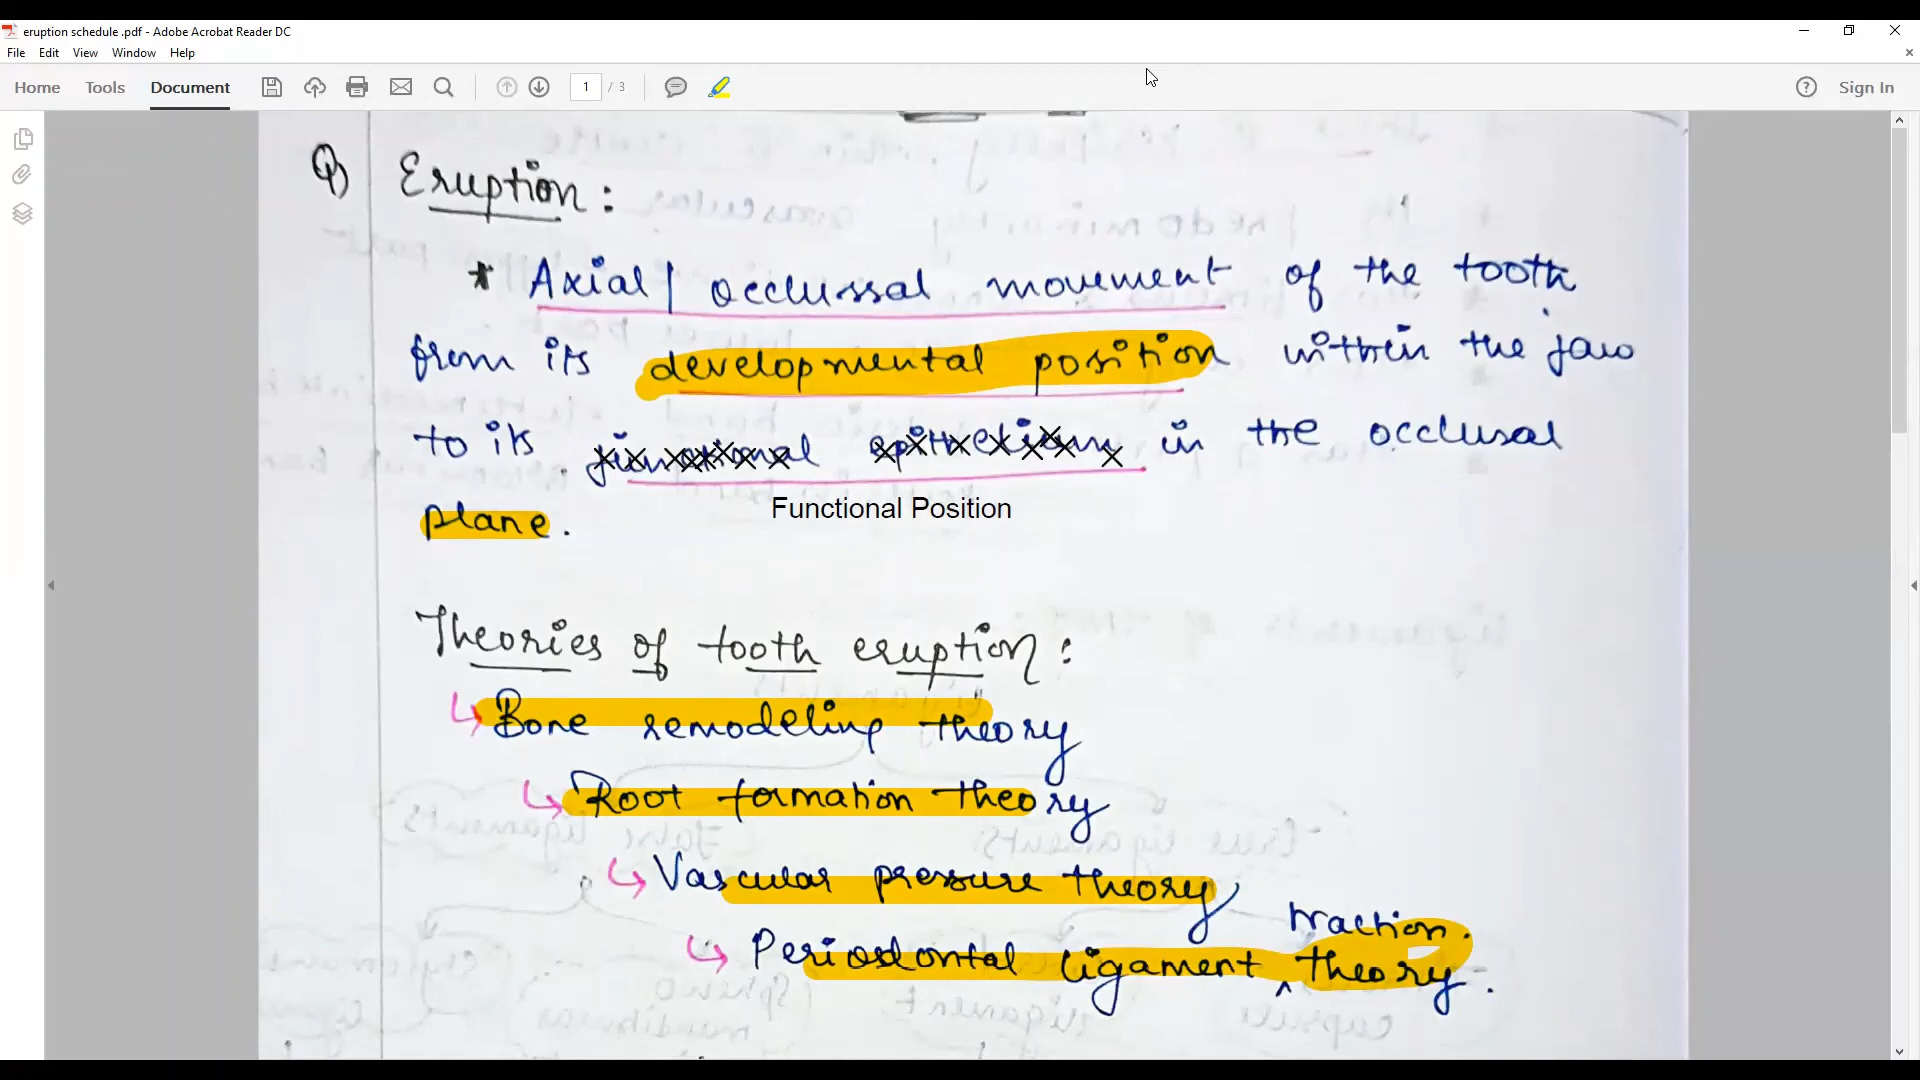 eruption schedule .pdf - Adobe Acrobat Reader DC
File Edit View Window Help
Home Tools Document 1 / 3 Sign In
Q) Eruption :
* Axial / occlussal movement of the tooth
from its developmental position within the jaw
to its junctional epithelium in the occlusal
Functional Position
plane .
Theories of tooth eruption :
↳ Bone remodeling theory
↳ Root formation theory
↳ Vascular pressure theory
traction
↳ Periodontal ligament ^ theory .